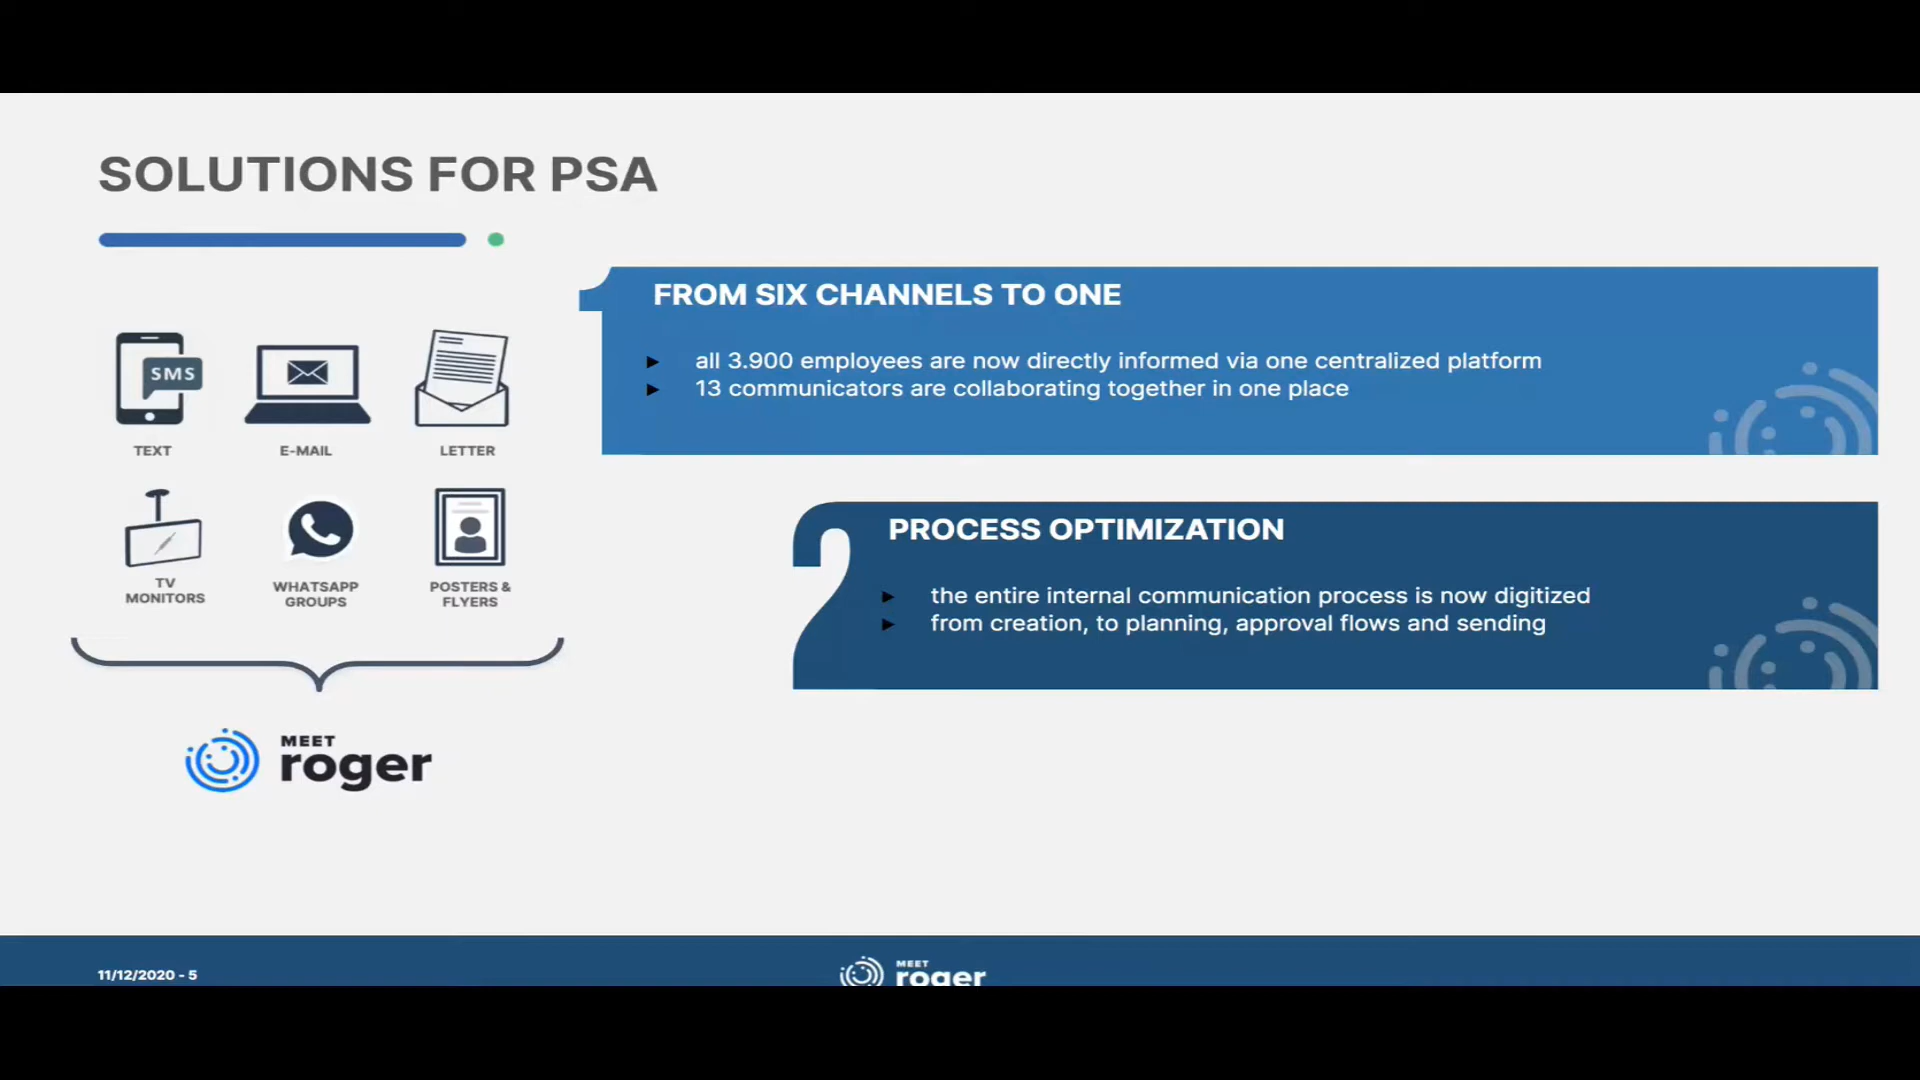 SOLUTIONS FOR PSA
SMS
TEXT
E-MAIL
LETTER
TV
MONITORS
WHATSAPP
GROUPS
POSTERS &
FLYERS
MEET
roger
1
FROM SIX CHANNELS TO ONE
► all 3.900 employees are now directly informed via one centralized platform
► 13 communicators are collaborating together in one place
2
PROCESS OPTIMIZATION
► the entire internal communication process is now digitized
► from creation, to planning, approval flows and sending
11/12/2020 - 5
MEET
roger